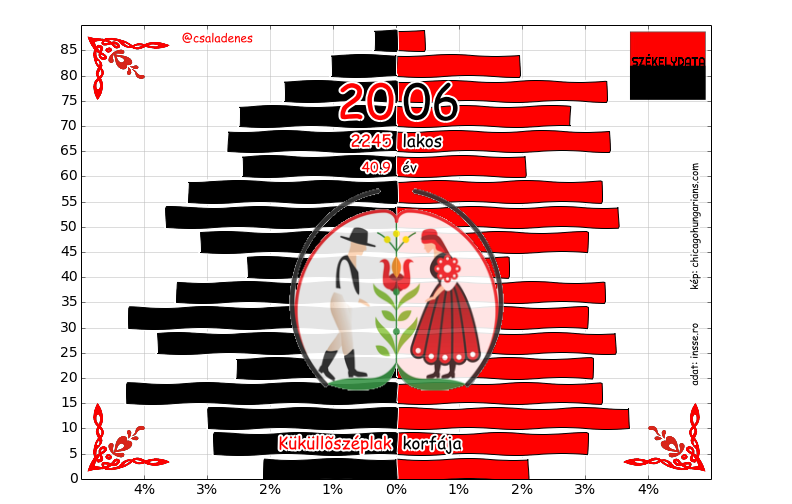 @csaladenes
SZÉKELYDATA
2006
2245 lakos
40.9 év
kép: chicagohungarians.com
adat: insse.ro
Küküllőszéplak korfája
85
80
75
70
65
60
55
50
45
40
35
30
25
20
15
10
5
0
4% 3% 2% 1% 0% 1% 2% 3% 4%